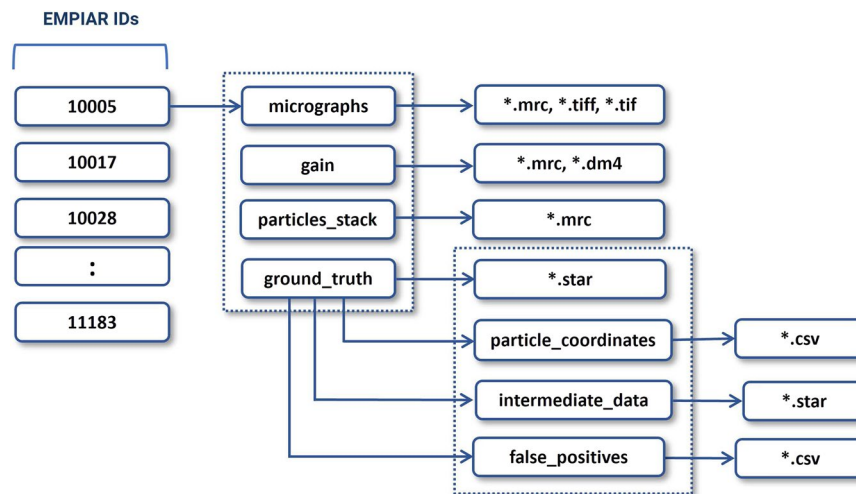 EMPIAR IDs
10005
micrographs
*.mrc, *.tiff, *.tif
10017
gain
*.mrc, *.dm4
10028
particles_stack
*.mrc
:
ground_truth
*.star
11183
particle_coordinates
*.csv
intermediate_data
*.star
false_positives
*.csv